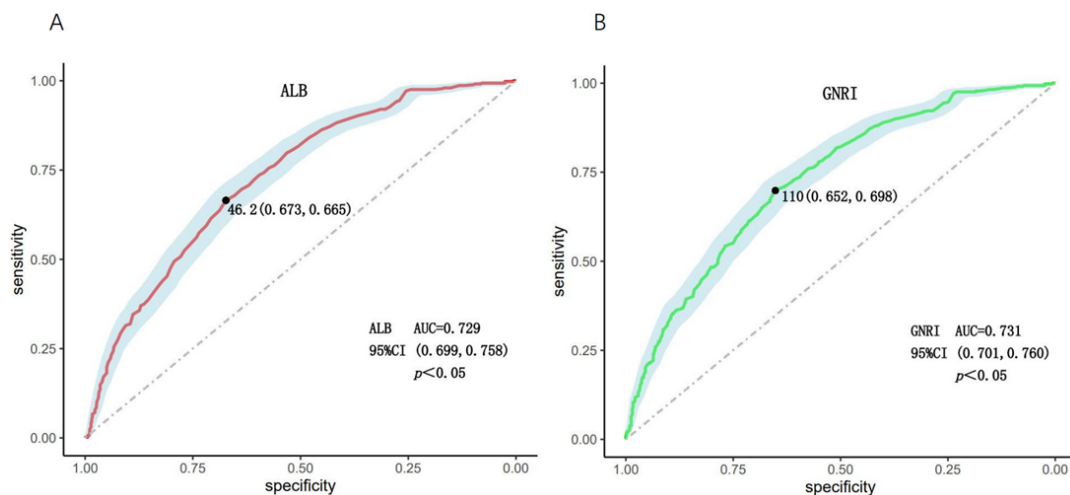 A
ALB
1.00
0.75
0.50
0.25
0.00
sensitivity
46.2(0.673, 0.665)
ALB AUC=0.729
95%CI (0.699, 0.758)
p<0.05
1.00 0.75 0.50 0.25 0.00
specificity
B
GNRI
1.00
0.75
0.50
0.25
0.00
sensitivity
110(0.652, 0.698)
GNRI AUC=0.731
95%CI (0.701, 0.760)
p<0.05
1.00 0.75 0.50 0.25 0.00
specificity